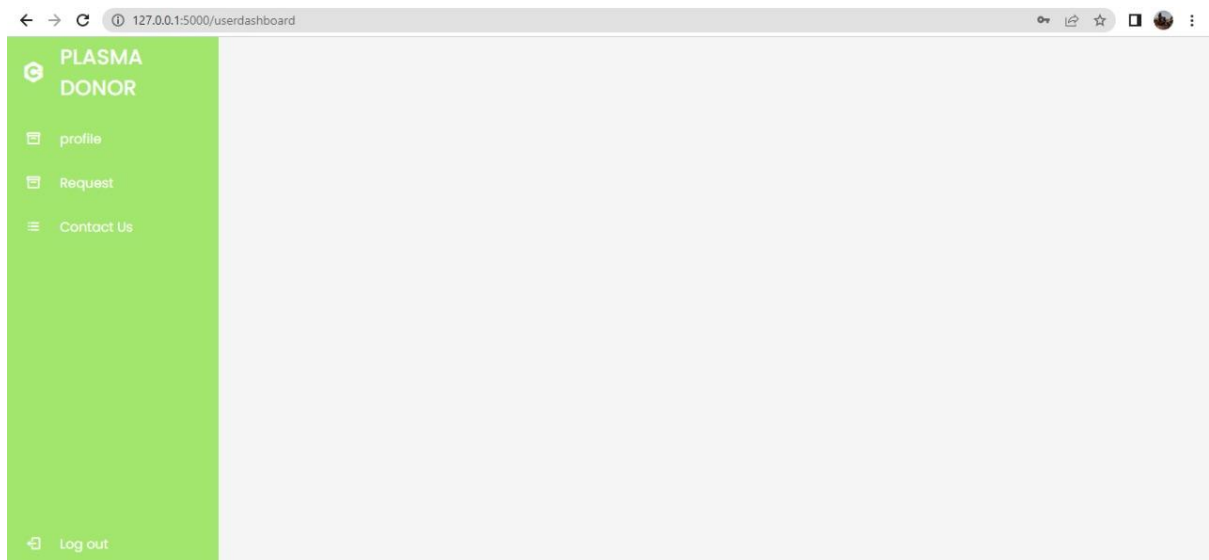 127.0.0.1:5000/userdashboard
PLASMA
DONOR
profile
Request
Contact Us
Log out